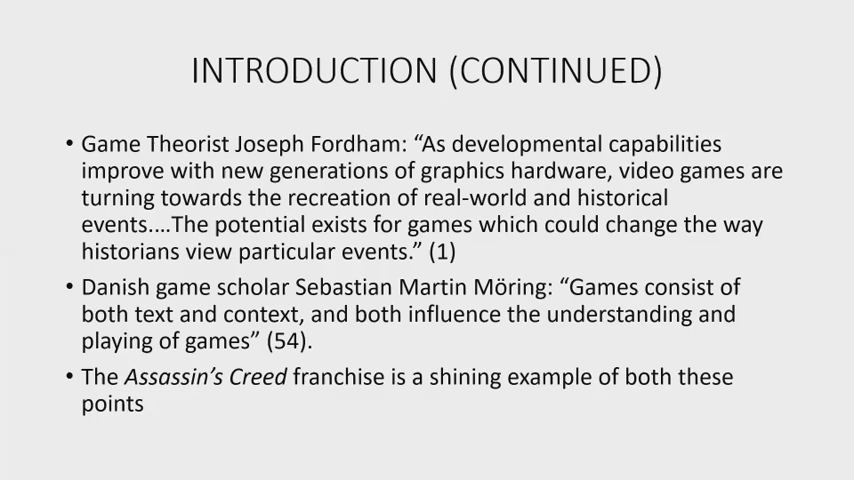 INTRODUCTION (CONTINUED)
• Game Theorist Joseph Fordham: “As developmental capabilities
improve with new generations of graphics hardware, video games are
turning towards the recreation of real-world and historical
events.…The potential exists for games which could change the way
historians view particular events.” (1)
• Danish game scholar Sebastian Martin Möring: “Games consist of
both text and context, and both influence the understanding and
playing of games” (54).
• The Assassin’s Creed franchise is a shining example of both these
points